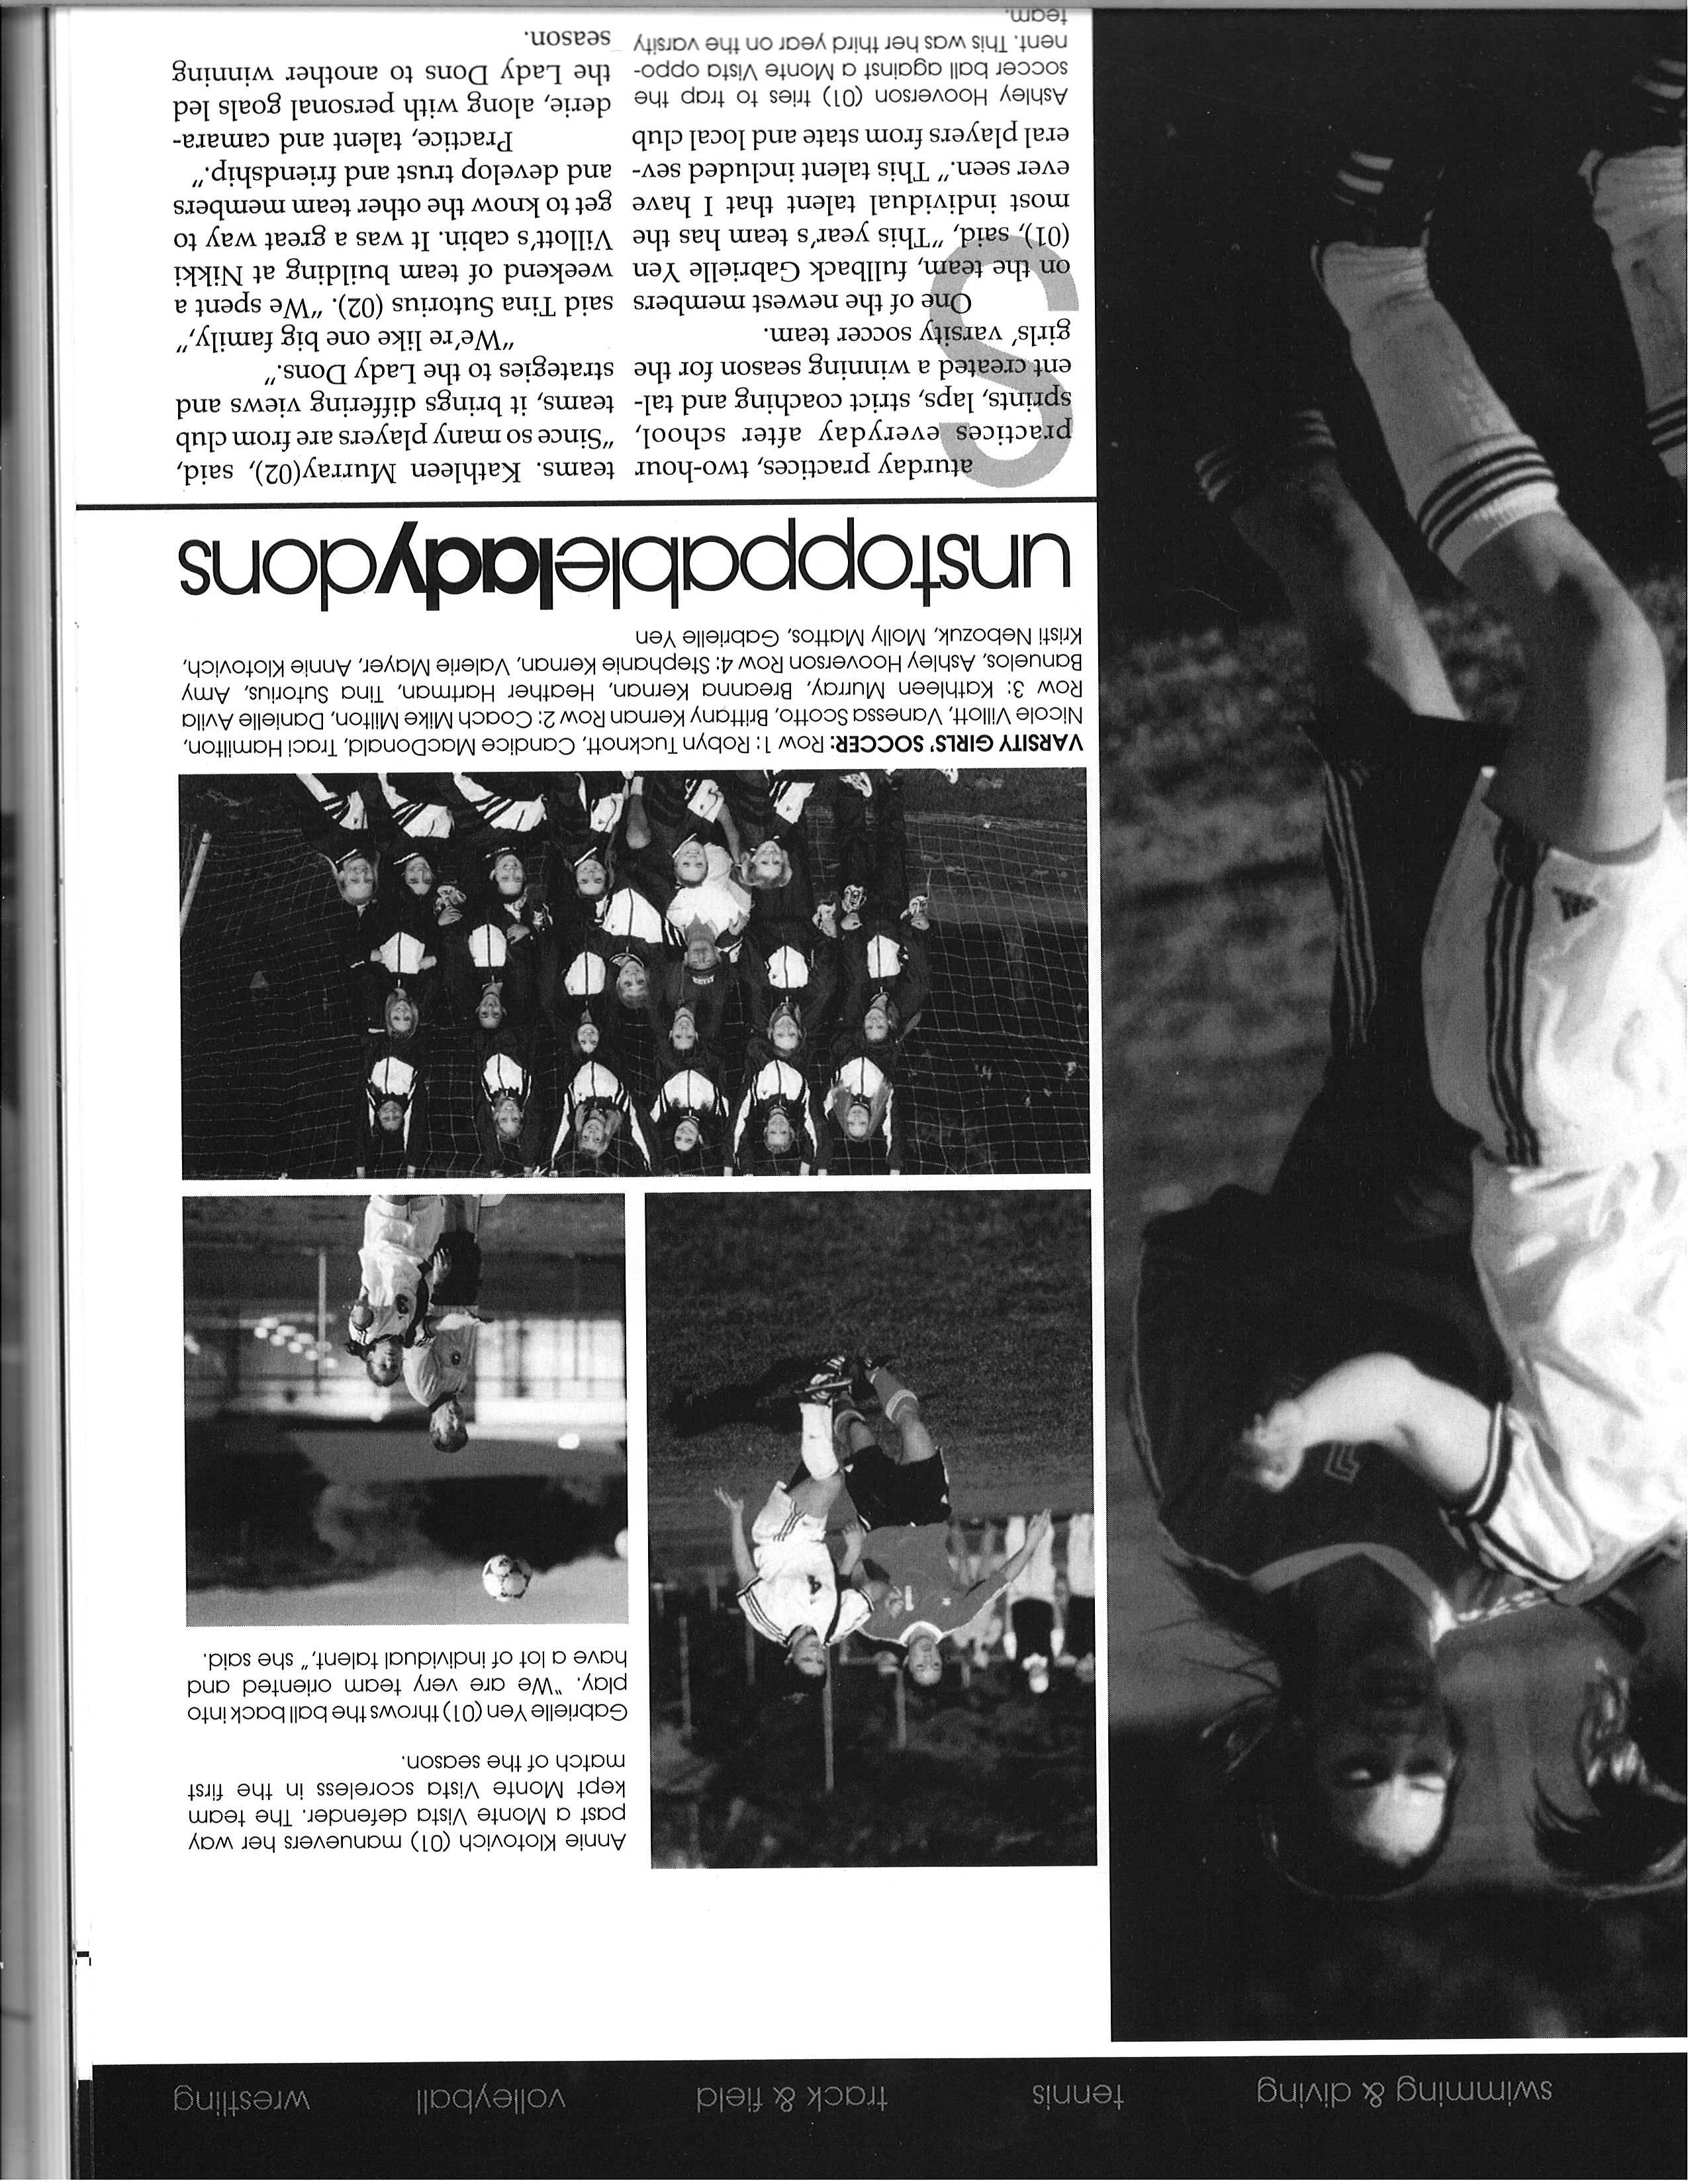 swimming & diving tennis track & field volleyball wrestling
Annie Klotovich (01) manuevers her way
past a Monte Vista defender. The team
kept Monte Vista scoreless in the first
match of the season.
Gabrielle Yen (01) throws the ball back into
play. "We are very team oriented and
have a lot of individual talent," she said.
1
4
3
VARSITY GIRLS' SOCCER: Row 1: Robyn Tucknott, Candice MacDonald, Traci Hamilton,
Nicole Villott, Vanessa Scotto, Brittany Kernan Row 2: Coach Mike Milton, Danielle Avila
Row 3: Kathleen Murray, Breanna Kernan, Heather Hartman, Tina Sutorius, Amy
Banuelos, Ashley Hooverson Row 4: Stephanie Kernan, Valerie Mayer, Annie Klotovich,
Kristi Nebozuk, Molly Mattos, Gabrielle Yen
unstoppableladydons
Saturday practices, two-hour
practices everyday after school,
sprints, laps, strict coaching and tal-
ent created a winning season for the
girls' varsity soccer team.
One of the newest members
on the team, fullback Gabrielle Yen
(01), said, "This year's team has the
most individual talent that I have
ever seen." This talent included sev-
eral players from state and local club
teams. Kathleen Murray(02), said,
"Since so many players are from club
teams, it brings differing views and
strategies to the Lady Dons."
"We're like one big family,"
said Tina Sutorius (02). "We spent a
weekend of team building at Nikki
Villott's cabin. It was a great way to
get to know the other team members
and develop trust and friendship."
Practice, talent and camara-
derie, along with personal goals led
the Lady Dons to another winning
season.
Ashley Hooverson (01) tries to trap the
soccer ball against a Monte Vista oppo-
nent. This was her third year on the varsity
team.